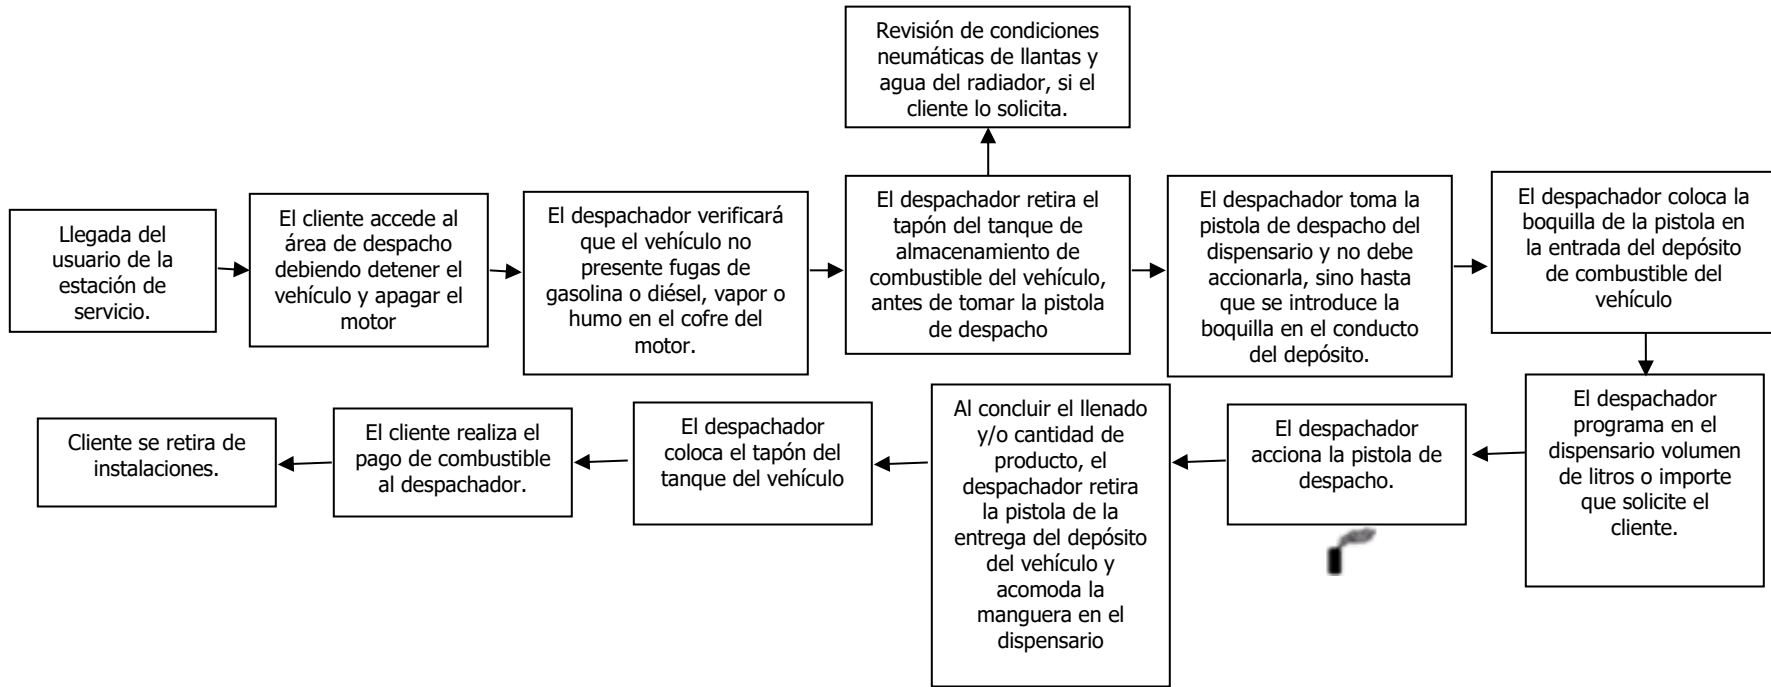 Revisión de condiciones
neumáticas de llantas y
agua del radiador, si el
cliente lo solicita.
Llegada del
usuario de la
estación de
servicio.
El cliente accede al
área de despacho
debiendo detener el
vehículo y apagar el
motor
El despachador verificará
que el vehículo no
presente fugas de
gasolina o diésel, vapor o
humo en el cofre del
motor.
El despachador retira el
tapón del tanque de
almacenamiento de
combustible del vehículo,
antes de tomar la pistola
de despacho
El despachador toma la
pistola de despacho del
dispensario y no debe
accionarla, sino hasta
que se introduce la
boquilla en el conducto
del depósito.
El despachador coloca la
boquilla de la pistola en
la entrada del depósito
de combustible del
vehículo
El despachador
programa en el
dispensario volumen
de litros o importe
que solicite el
cliente.
El despachador
acciona la pistola de
despacho.
Al concluir el llenado
y/o cantidad de
producto, el
despachador retira
la pistola de la
entrega del depósito
del vehículo y
acomoda la
manguera en el
dispensario
El despachador
coloca el tapón del
tanque del vehículo
El cliente realiza el
pago de combustible
al despachador.
Cliente se retira de
instalaciones.